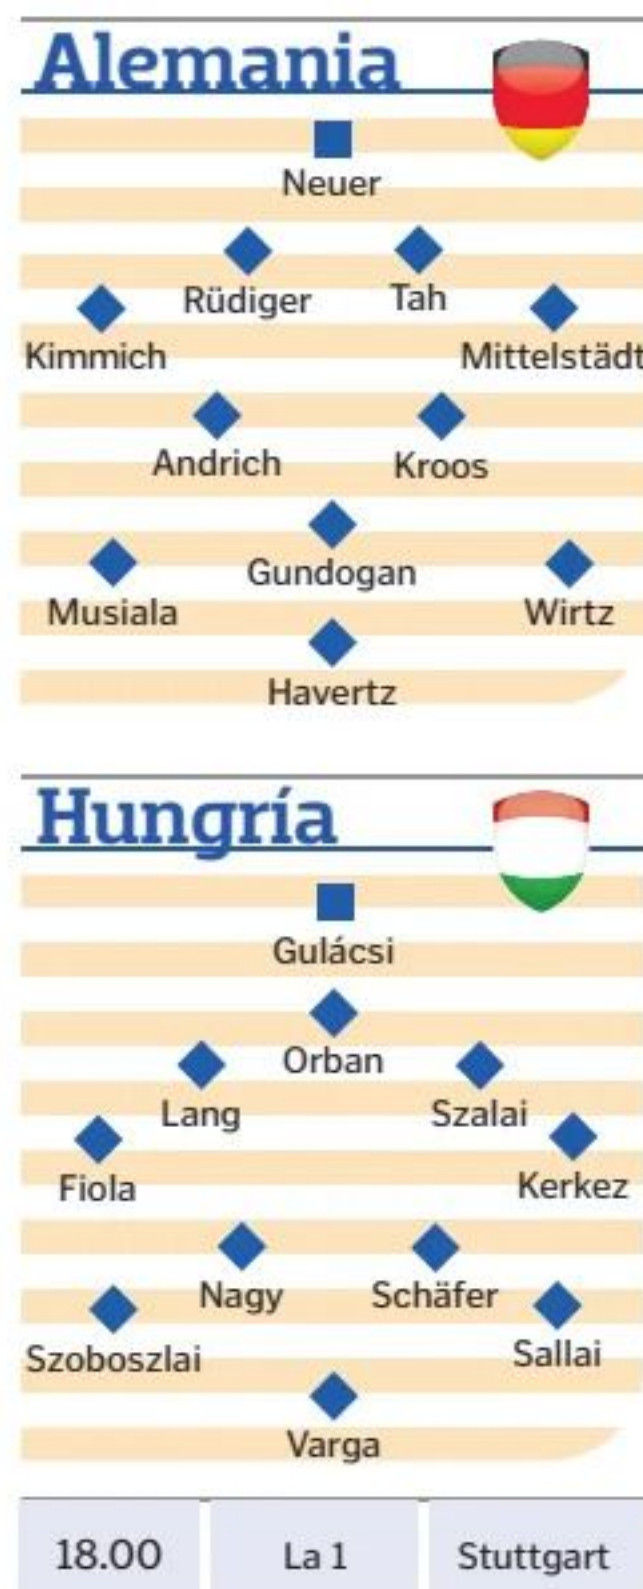 Alemania
Neuer
Rüdiger Tah
Kimmich Mittelstädt
Andrich Kroos
Gundogan
Musiala Wirtz
Havertz
Hungría
Gulácsi
Orban
Lang Szalai
Fiola Kerkez
Nagy Schäfer
Szoboszlai Sallai
Varga
18.00 La 1 Stuttgart